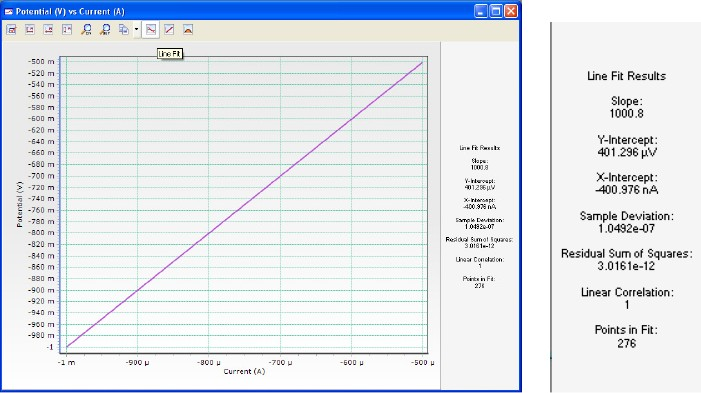 Potential (V) vs Current (A)
Line Fit
-500 m
-520 m
-540 m
-560 m
-580 m
-600 m
-620 m
-640 m
-660 m
-680 m
-700 m
-720 m
-740 m
-760 m
-780 m
-800 m
-820 m
-840 m
-860 m
-880 m
-900 m
-920 m
-940 m
-960 m
-980 m
-1
Potential (V)
-1 m
-900 µ
-800 µ
-700 µ
-600 µ
-500 µ
Current (A)
Line Fit Results
Slope:
1000.8
Y-Intercept:
401.296 µV
X-Intercept:
-400.976 nA
Sample Deviation:
1.0492e-07
Residual Sum of Squares:
3.0161e-12
Linear Correlation:
1
Points in Fit:
276
Line Fit Results
Slope:
1000.8
Y-Intercept:
401.296 µV
X-Intercept:
-400.976 nA
Sample Deviation:
1.0492e-07
Residual Sum of Squares:
3.0161e-12
Linear Correlation:
1
Points in Fit:
276